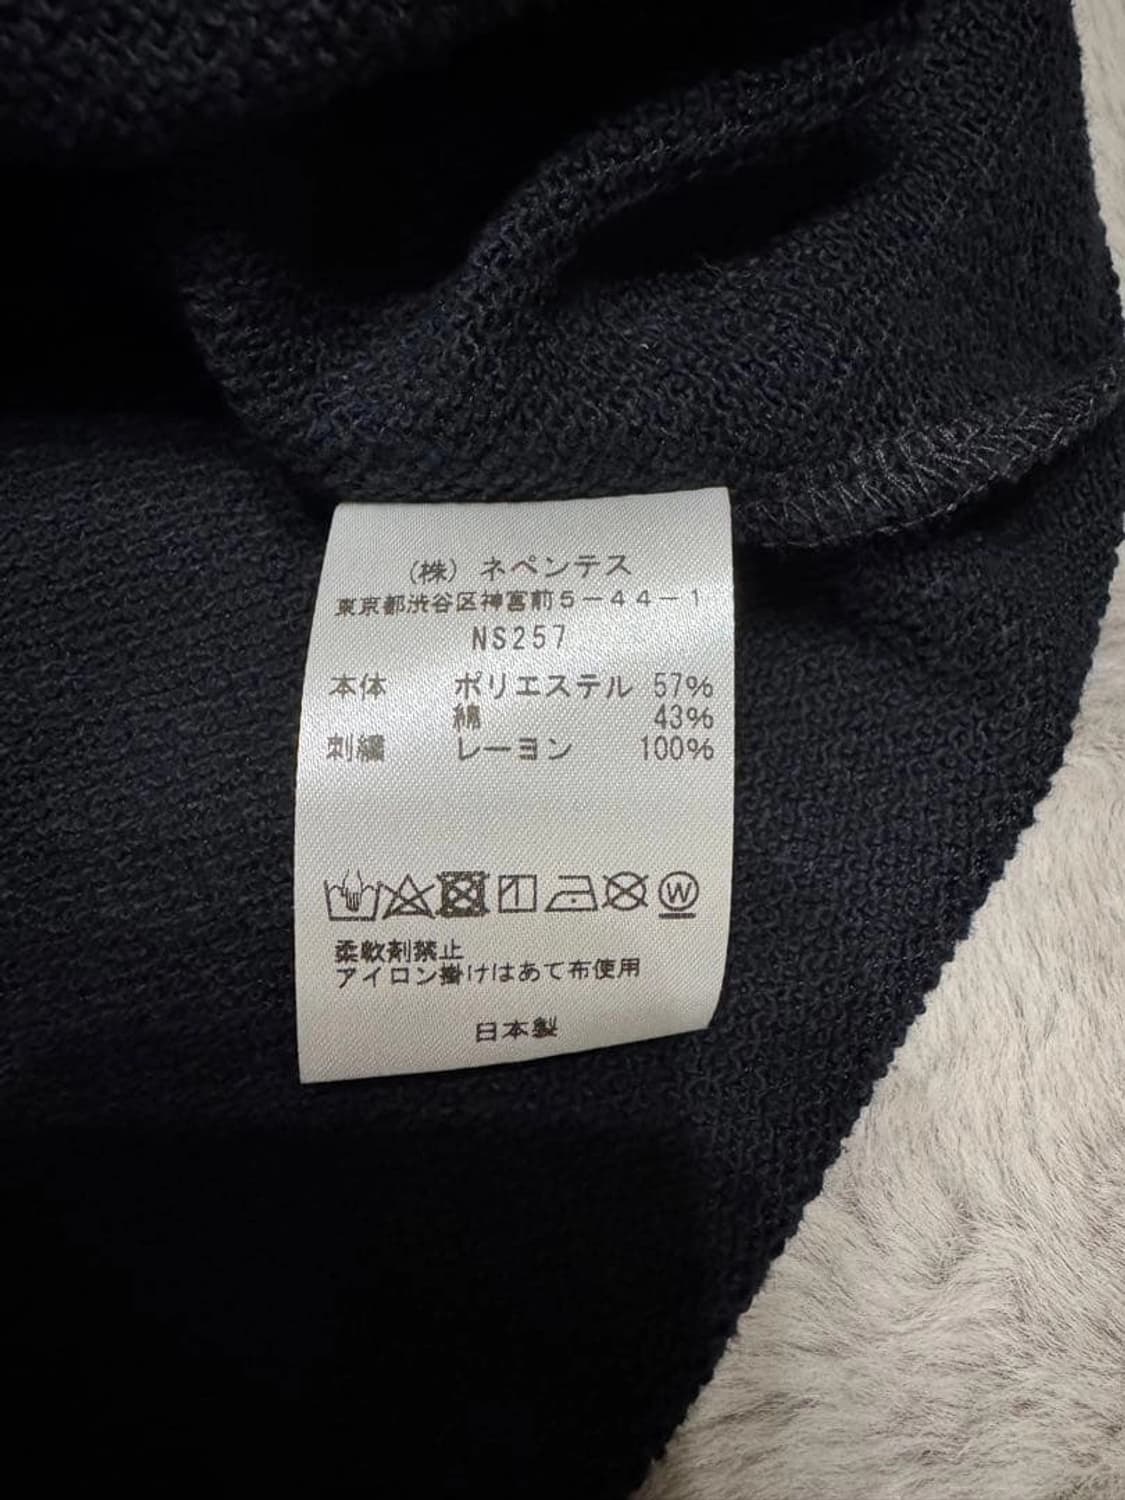 (株) ネペンテス
東京都渋谷区神宮前5-44-1
NS257
本体 ポリエステル 57%
綿 43%
刺繍 レーヨン 100%
W
柔軟剤禁止
アイロン掛けはあて布使用
日本製